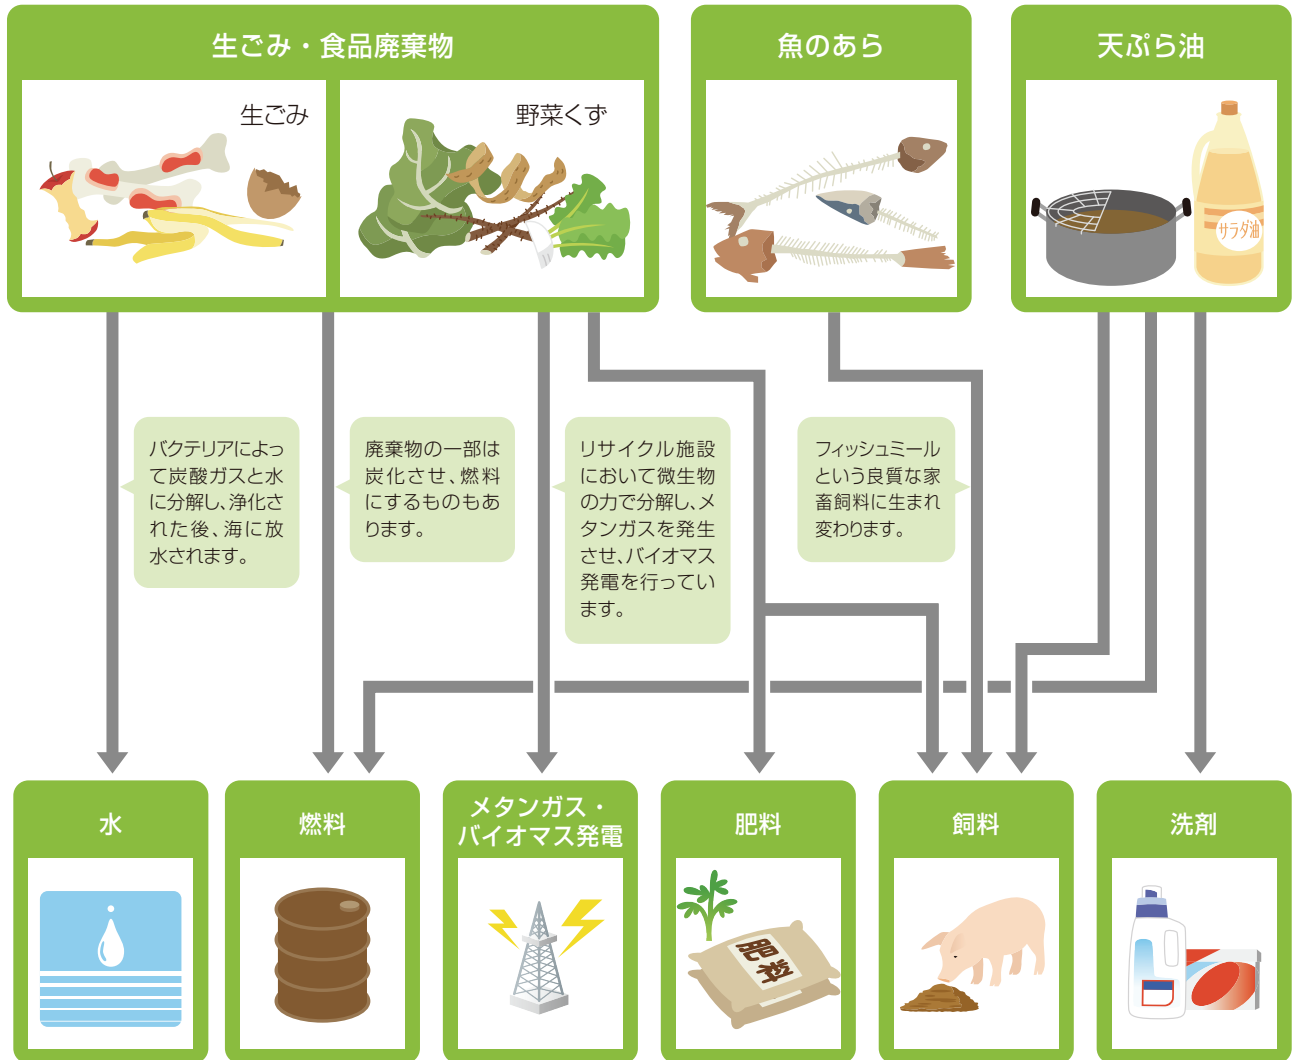 生ごみ・食品廃棄物
生ごみ
野菜くず
魚のあら
天ぷら油
サラダ油
バクテリアによっ
て炭酸ガスと水
に分解し、浄化さ
れた後、海に放
水されます。
廃棄物の一部は
炭化させ、燃料
にするものもあ
ります。
リサイクル施設
において微生物
の力で分解し、メ
タンガスを発生
させ、バイオマス
発電を行ってい
ます。
フィッシュミール
という良質な家
畜飼料に生まれ
変わります。
水
燃料
メタンガス・
バイオマス発電
肥料
肥料
飼料
洗剤